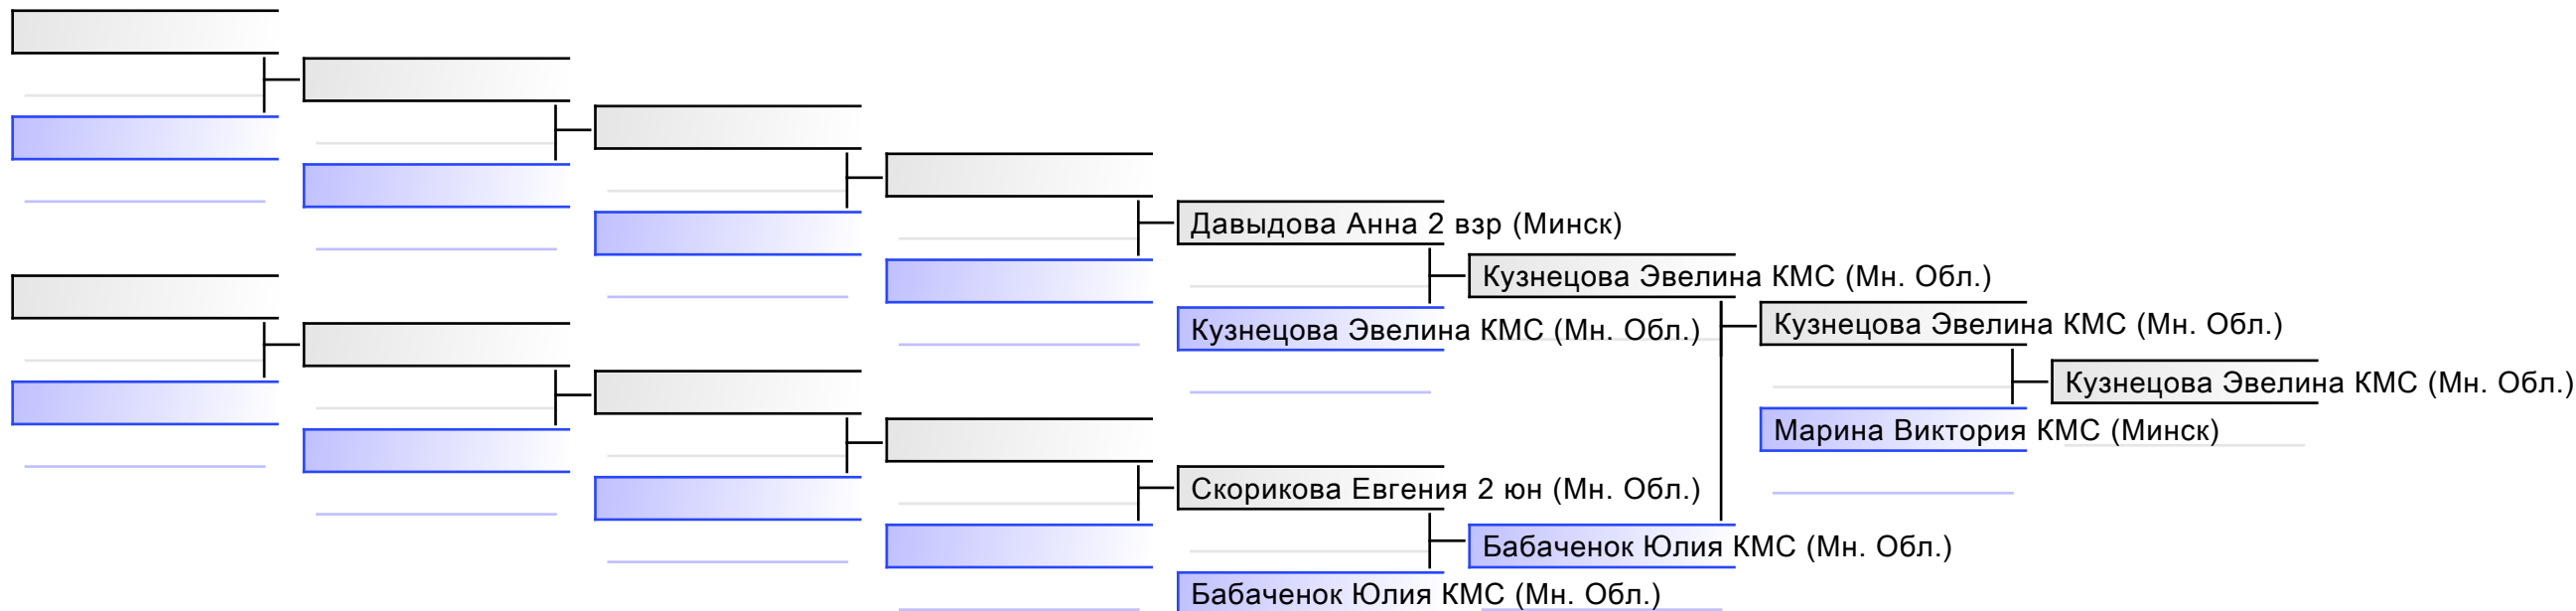 Давыдова Анна 2 взр (Минск)
Кузнецова Эвелина КМС (Мн. Обл.)
Кузнецова Эвелина КМС (Мн. Обл.)
Кузнецова Эвелина КМС (Мн. Обл.)
Кузнецова Эвелина КМС (Мн. Обл.)
Марина Виктория КМС (Минск)
Скорикова Евгения 2 юн (Мн. Обл.)
Бабаченок Юлия КМС (Мн. Обл.)
Бабаченок Юлия КМС (Мн. Обл.)